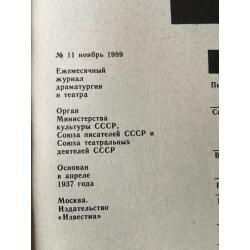 № 11 ноябрь 1989
Ежемесячный
журнал
драматургии
и театра
Орган
Министерства
культуры СССР,
Союза писателей СССР и
Союза театральных
деятелей СССР
Основан
в апреле
1937 года
Москва.
Издательство
«Известия»